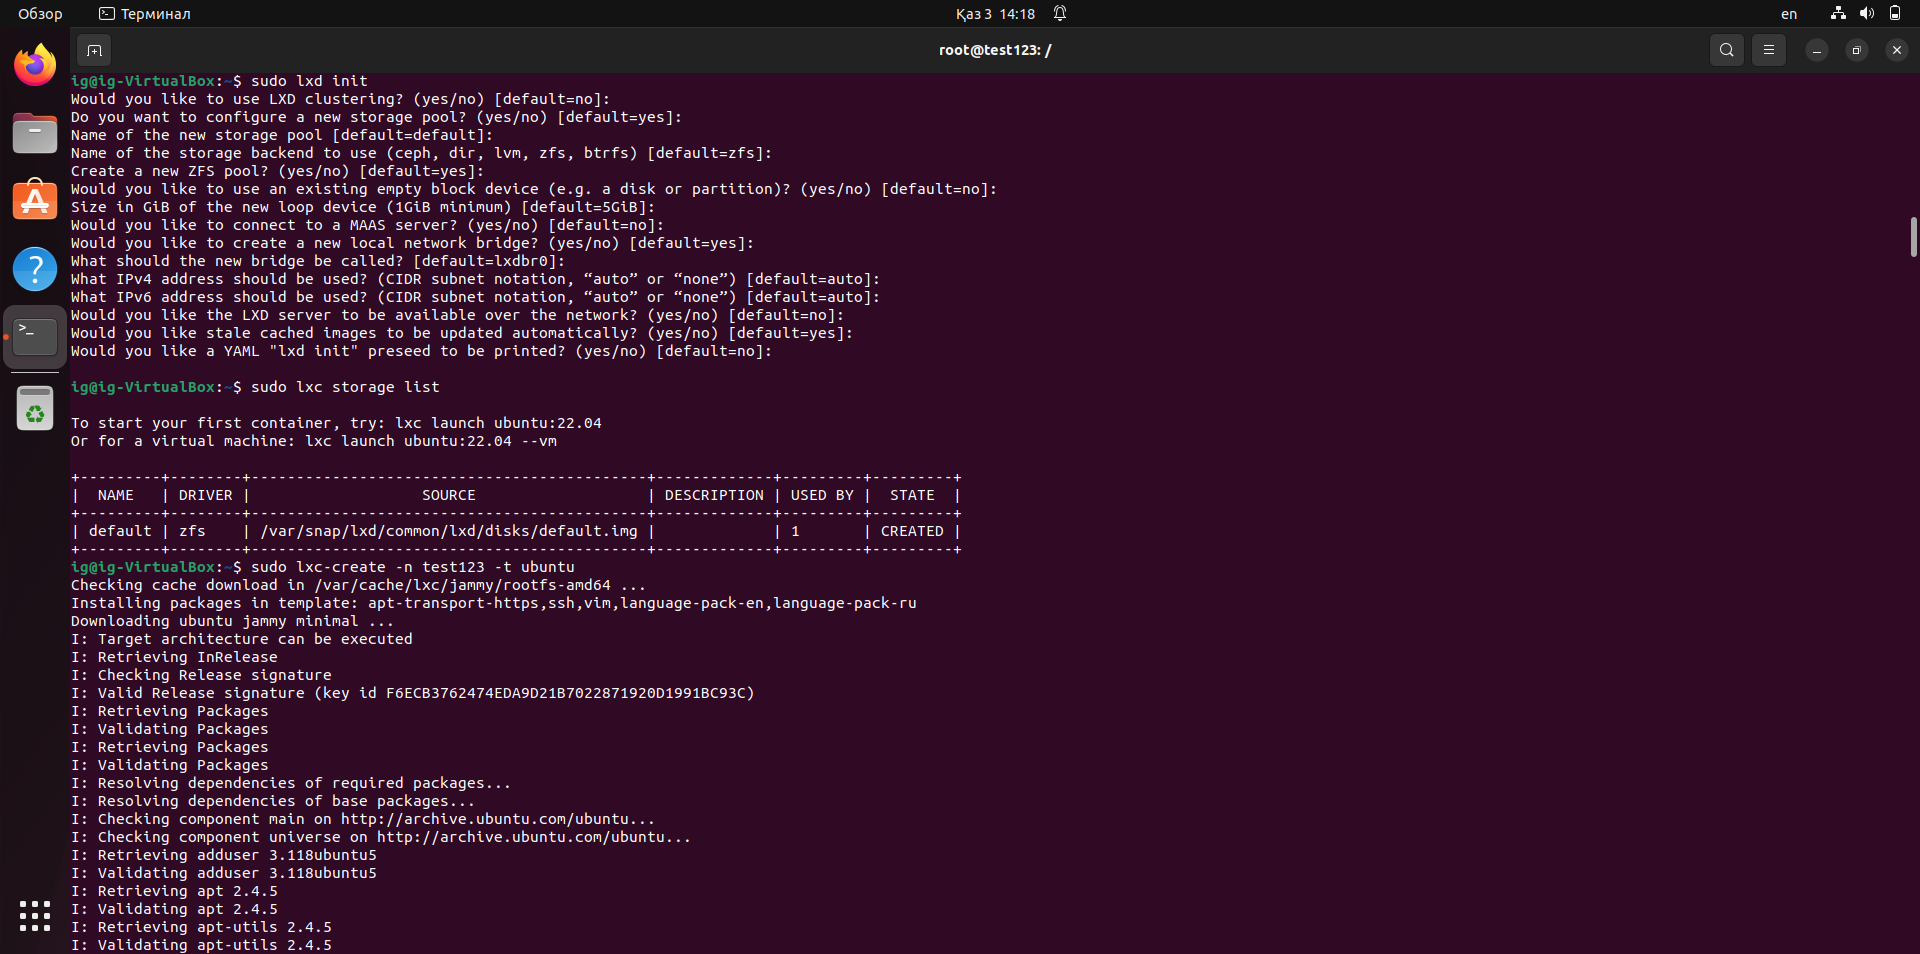 Обзор
Терминал
Қаз 3 14:18
en
root@test123: /
ig@ig-VirtualBox:~$ sudo lxd init
Would you like to use LXD clustering? (yes/no) [default=no]:
Do you want to configure a new storage pool? (yes/no) [default=yes]:
Name of the new storage pool [default=default]:
Name of the storage backend to use (ceph, dir, lvm, zfs, btrfs) [default=zfs]:
Create a new ZFS pool? (yes/no) [default=yes]:
Would you like to use an existing empty block device (e.g. a disk or partition)? (yes/no) [default=no]:
Size in GiB of the new loop device (1GiB minimum) [default=5GiB]:
Would you like to connect to a MAAS server? (yes/no) [default=no]:
Would you like to create a new local network bridge? (yes/no) [default=yes]:
What should the new bridge be called? [default=lxdbr0]:
What IPv4 address should be used? (CIDR subnet notation, “auto” or “none”) [default=auto]:
What IPv6 address should be used? (CIDR subnet notation, “auto” or “none”) [default=auto]:
Would you like the LXD server to be available over the network? (yes/no) [default=no]:
Would you like stale cached images to be updated automatically? (yes/no) [default=yes]:
Would you like a YAML "lxd init" preseed to be printed? (yes/no) [default=no]:
ig@ig-VirtualBox:~$ sudo lxc storage list
To start your first container, try: lxc launch ubuntu:22.04
Or for a virtual machine: lxc launch ubuntu:22.04 --vm
+---------+--------+--------------------------------------------+-------------+---------+---------+
|  NAME   | DRIVER |                   SOURCE                   | DESCRIPTION | USED BY |  STATE  |
+---------+--------+--------------------------------------------+-------------+---------+---------+
| default | zfs    | /var/snap/lxd/common/lxd/disks/default.img |             | 1       | CREATED |
+---------+--------+--------------------------------------------+-------------+---------+---------+
ig@ig-VirtualBox:~$ sudo lxc-create -n test123 -t ubuntu
Checking cache download in /var/cache/lxc/jammy/rootfs-amd64 ...
Installing packages in template: apt-transport-https,ssh,vim,language-pack-en,language-pack-ru
Downloading ubuntu jammy minimal ...
I: Target architecture can be executed
I: Retrieving InRelease
I: Checking Release signature
I: Valid Release signature (key id F6ECB3762474EDA9D21B7022871920D1991BC93C)
I: Retrieving Packages
I: Validating Packages
I: Retrieving Packages
I: Validating Packages
I: Resolving dependencies of required packages...
I: Resolving dependencies of base packages...
I: Checking component main on http://archive.ubuntu.com/ubuntu...
I: Checking component universe on http://archive.ubuntu.com/ubuntu...
I: Retrieving adduser 3.118ubuntu5
I: Validating adduser 3.118ubuntu5
I: Retrieving apt 2.4.5
I: Validating apt 2.4.5
I: Retrieving apt-utils 2.4.5
I: Validating apt-utils 2.4.5